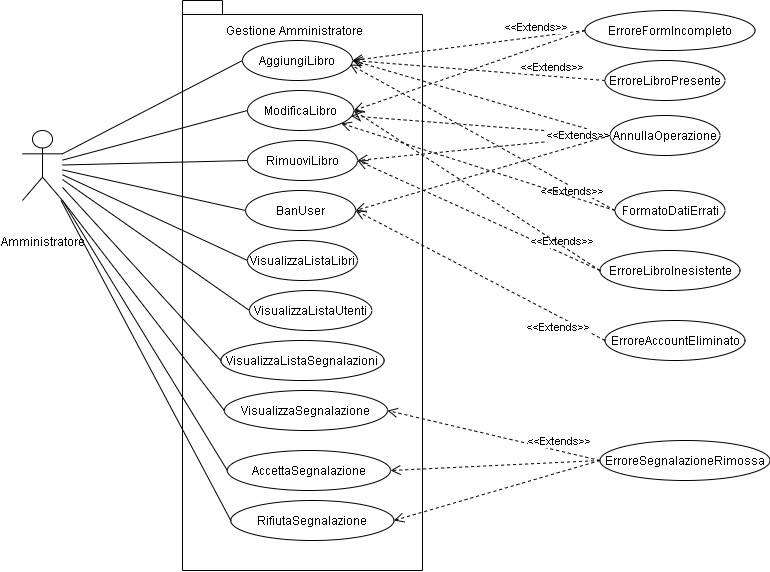 Gestione Amministratore
<<Extends>>
ErroreFormIncompleto
AggiungiLibro
<<Extends>>
ErroreLibroPresente
ModificaLibro
<<Extends>>
AnnullaOperazione
RimuoviLibro
<<Extends>>
BanUser
FormatoDatiErrati
Amministratore
<<Extends>>
VisualizzaListaLibri
ErroreLibroInesistente
VisualizzaListaUtenti
<<Extends>>
ErroreAccountEliminato
VisualizzaListaSegnalazioni
VisualizzaSegnalazione
<<Extends>>
ErroreSegnalazioneRimossa
AccettaSegnalazione
RifiutaSegnalazione